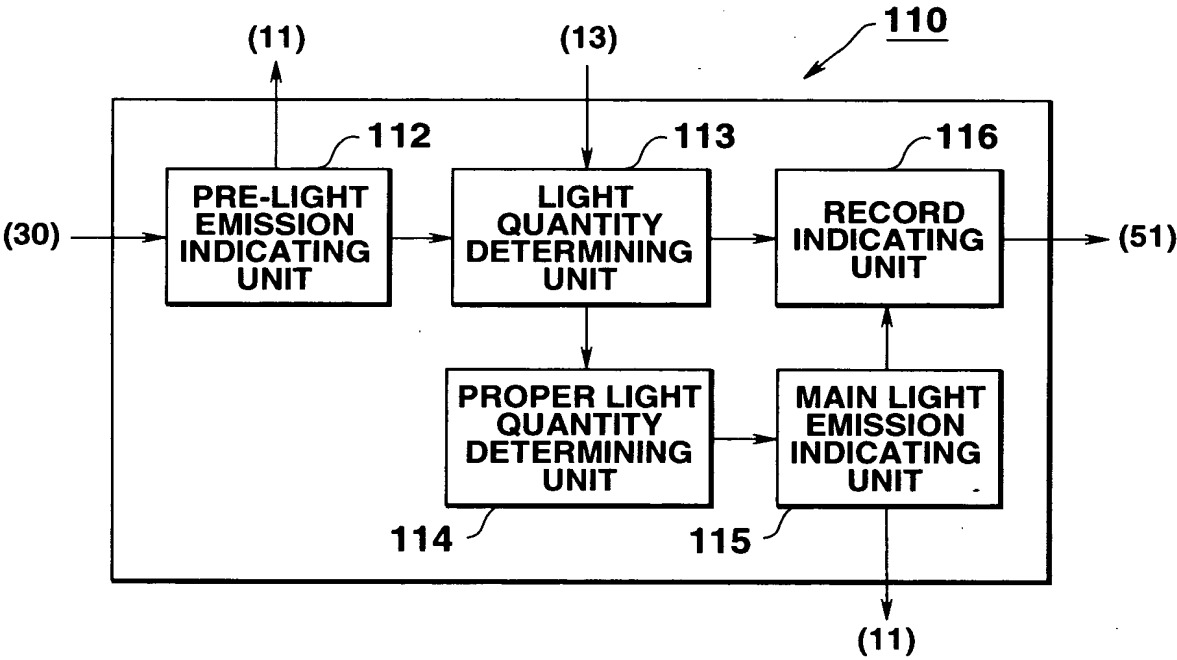 110
(11)
(13)
112
113
116
(30)
PRE-LIGHT
EMISSION
INDICATING
UNIT
LIGHT
QUANTITY
DETERMINING
UNIT
RECORD
INDICATING
UNIT
(51)
PROPER LIGHT
QUANTITY
DETERMINING
UNIT
MAIN LIGHT
EMISSION
INDICATING
UNIT
114
115
(11)